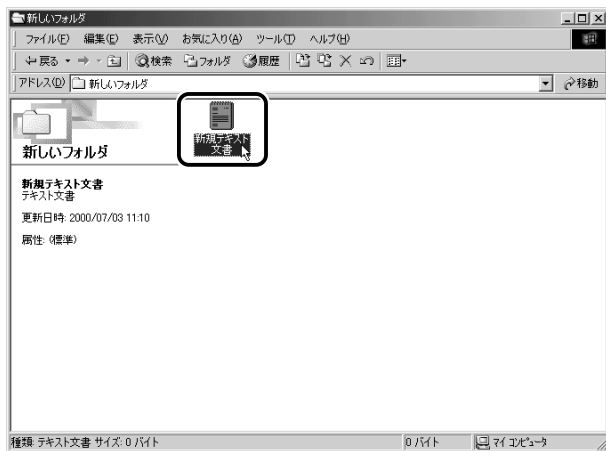 新しいフォルダ
ファイル(F) 編集(E) 表示(V) お気に入り(A) ツール(T) ヘルプ(H)
戻る 検索 フォルダ 履歴
アドレス(D) 新しいフォルダ 移動
新しいフォルダ
新規テキスト
文書
新規テキスト文書
テキスト文書
更新日時: 2000/07/03 11:10
属性: (標準)
種類: テキスト文書 サイズ: 0 バイト 0 バイト マイ コンピュータ